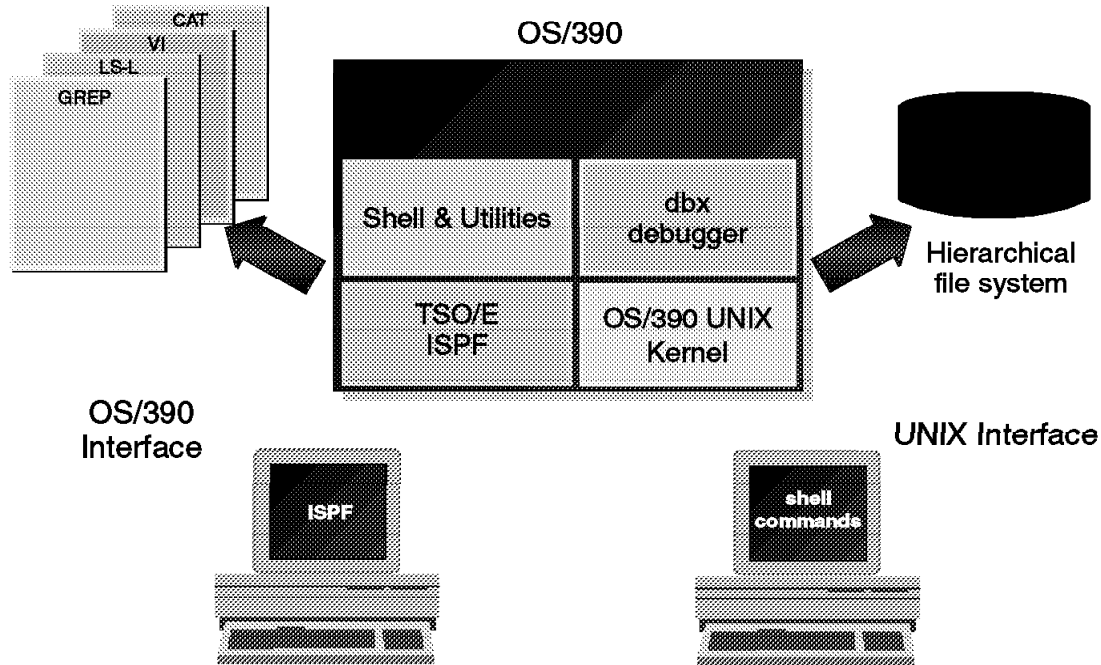 CAT
VI
LS-L
GREP
OS/390
Shell & Utilities
dbx
debugger
TSO/E
ISPF
OS/390 UNIX
Kernel
Hierarchical
file system
OS/390
Interface
UNIX Interface
ISPF
shell
commands